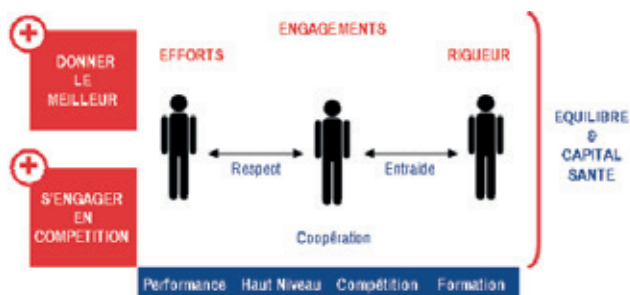 +
DONNER
LE
MEILLEUR
+
S'ENGAGER
EN
COMPETITION
ENGAGEMENTS
EFFORTS
RIGUEUR
Respect
Entraide
Coopération
Performance Haut Niveau Compétition Formation
EQUILIBRE
&
CAPITAL
SANTE